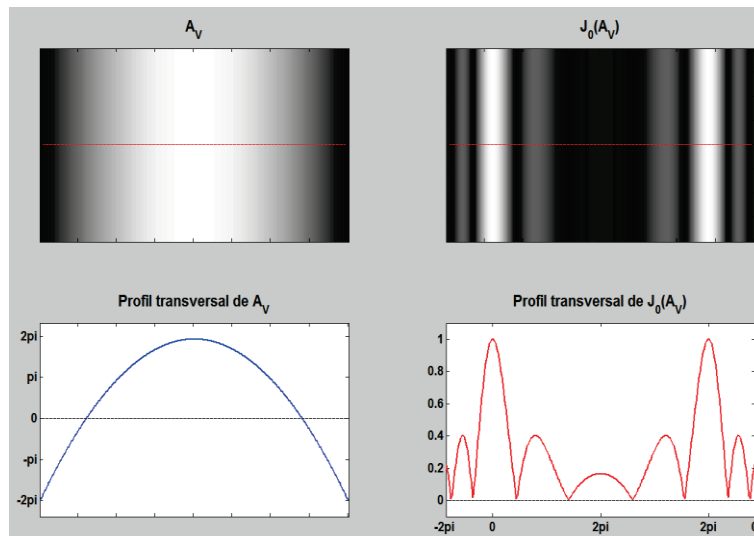 A_V
J_0(A_V)
Profil transversal de A_V
2pi
pi
0
-pi
-2pi
Profil transversal de J_0(A_V)
1
0.8
0.6
0.4
0.2
0
-2pi 0 2pi 2pi 0